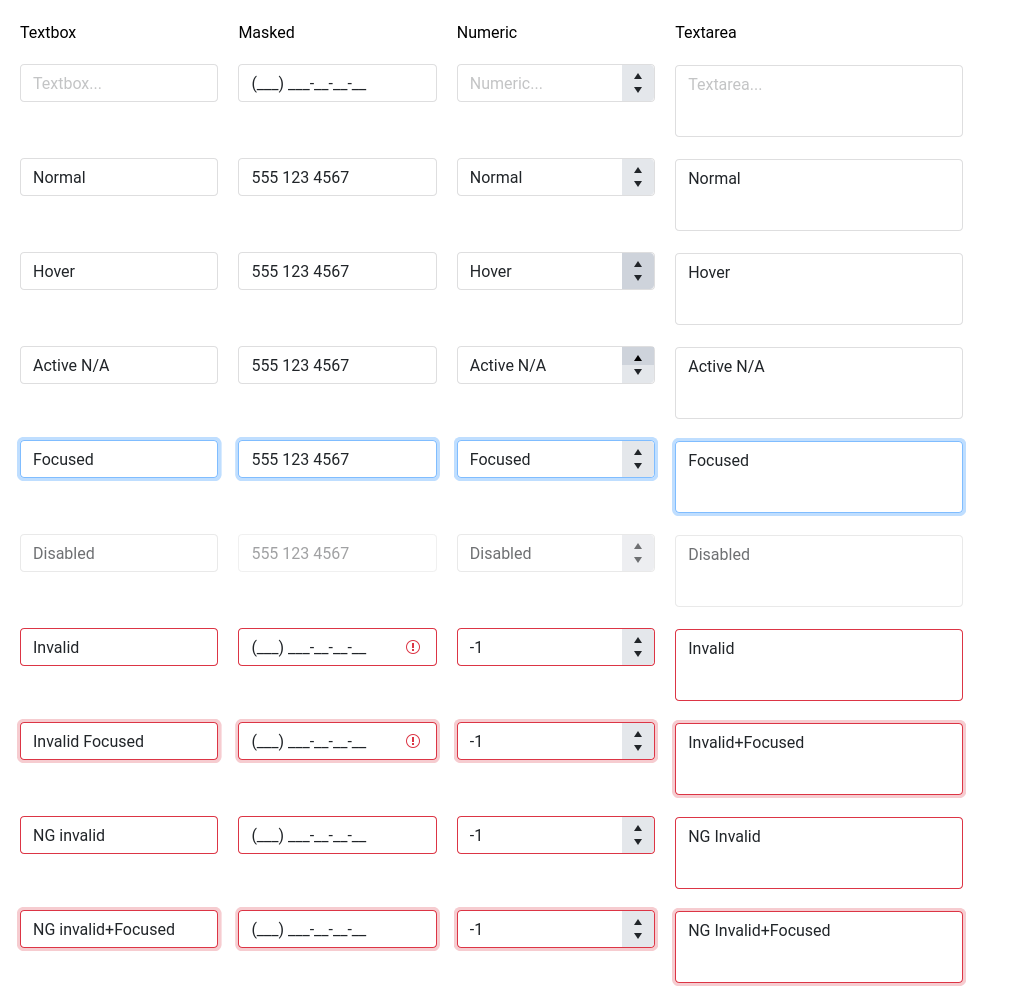 Textbox Masked Numeric Textarea
Textbox... (___) ___-__-__-__ Numeric... Textarea...
Normal 555 123 4567 Normal Normal
Hover 555 123 4567 Hover Hover
Active N/A 555 123 4567 Active N/A Active N/A
Focused 555 123 4567 Focused Focused
Disabled 555 123 4567 Disabled Disabled
Invalid (___) ___-__-__-__ -1 Invalid
Invalid Focused (___) ___-__-__-__ -1 Invalid+Focused
NG invalid (___) ___-__-__-__ -1 NG Invalid
NG invalid+Focused (___) ___-__-__-__ -1 NG Invalid+Focused